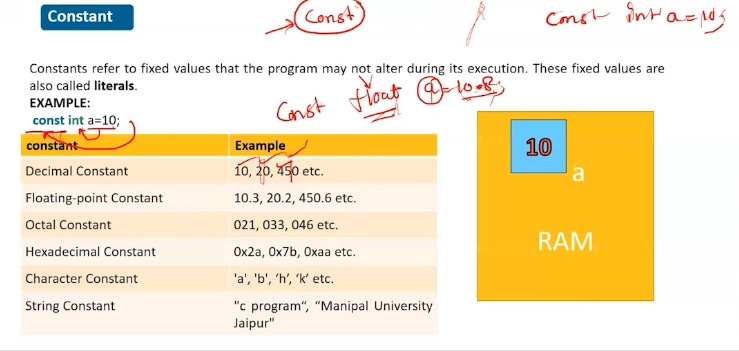 Constant
Const
Const int a=10;
Constants refer to fixed values that the program may not alter during its execution. These fixed values are
also called literals.
EXAMPLE:
Const float a=10.8;
const int a=10;
constant Example
Decimal Constant 10, 20, 450 etc.
Floating-point Constant 10.3, 20.2, 450.6 etc.
Octal Constant 021, 033, 046 etc.
Hexadecimal Constant 0x2a, 0x7b, 0xaa etc.
Character Constant 'a', 'b', ‘h’, ‘k’ etc.
String Constant "c program“, “Manipal University
Jaipur"
10
a
RAM